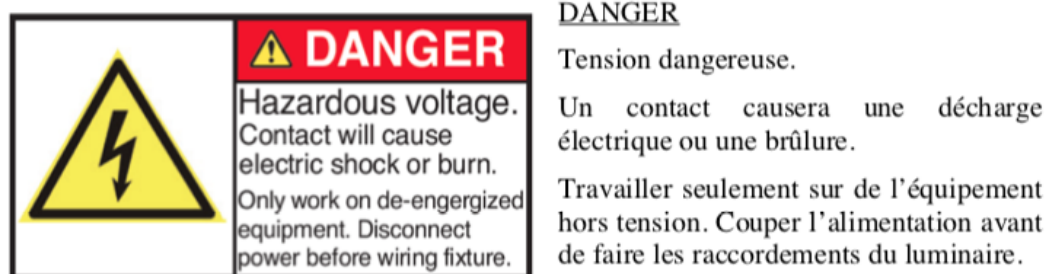 DANGER
Hazardous voltage.
Contact will cause
electric shock or burn.
Only work on de-engergized
equipment. Disconnect
power before wiring fixture.
DANGER
Tension dangereuse.
Un contact causera une décharge
électrique ou une brûlure.
Travailler seulement sur de l'équipement
hors tension. Couper l'alimentation avant
de faire les raccordements du luminaire.